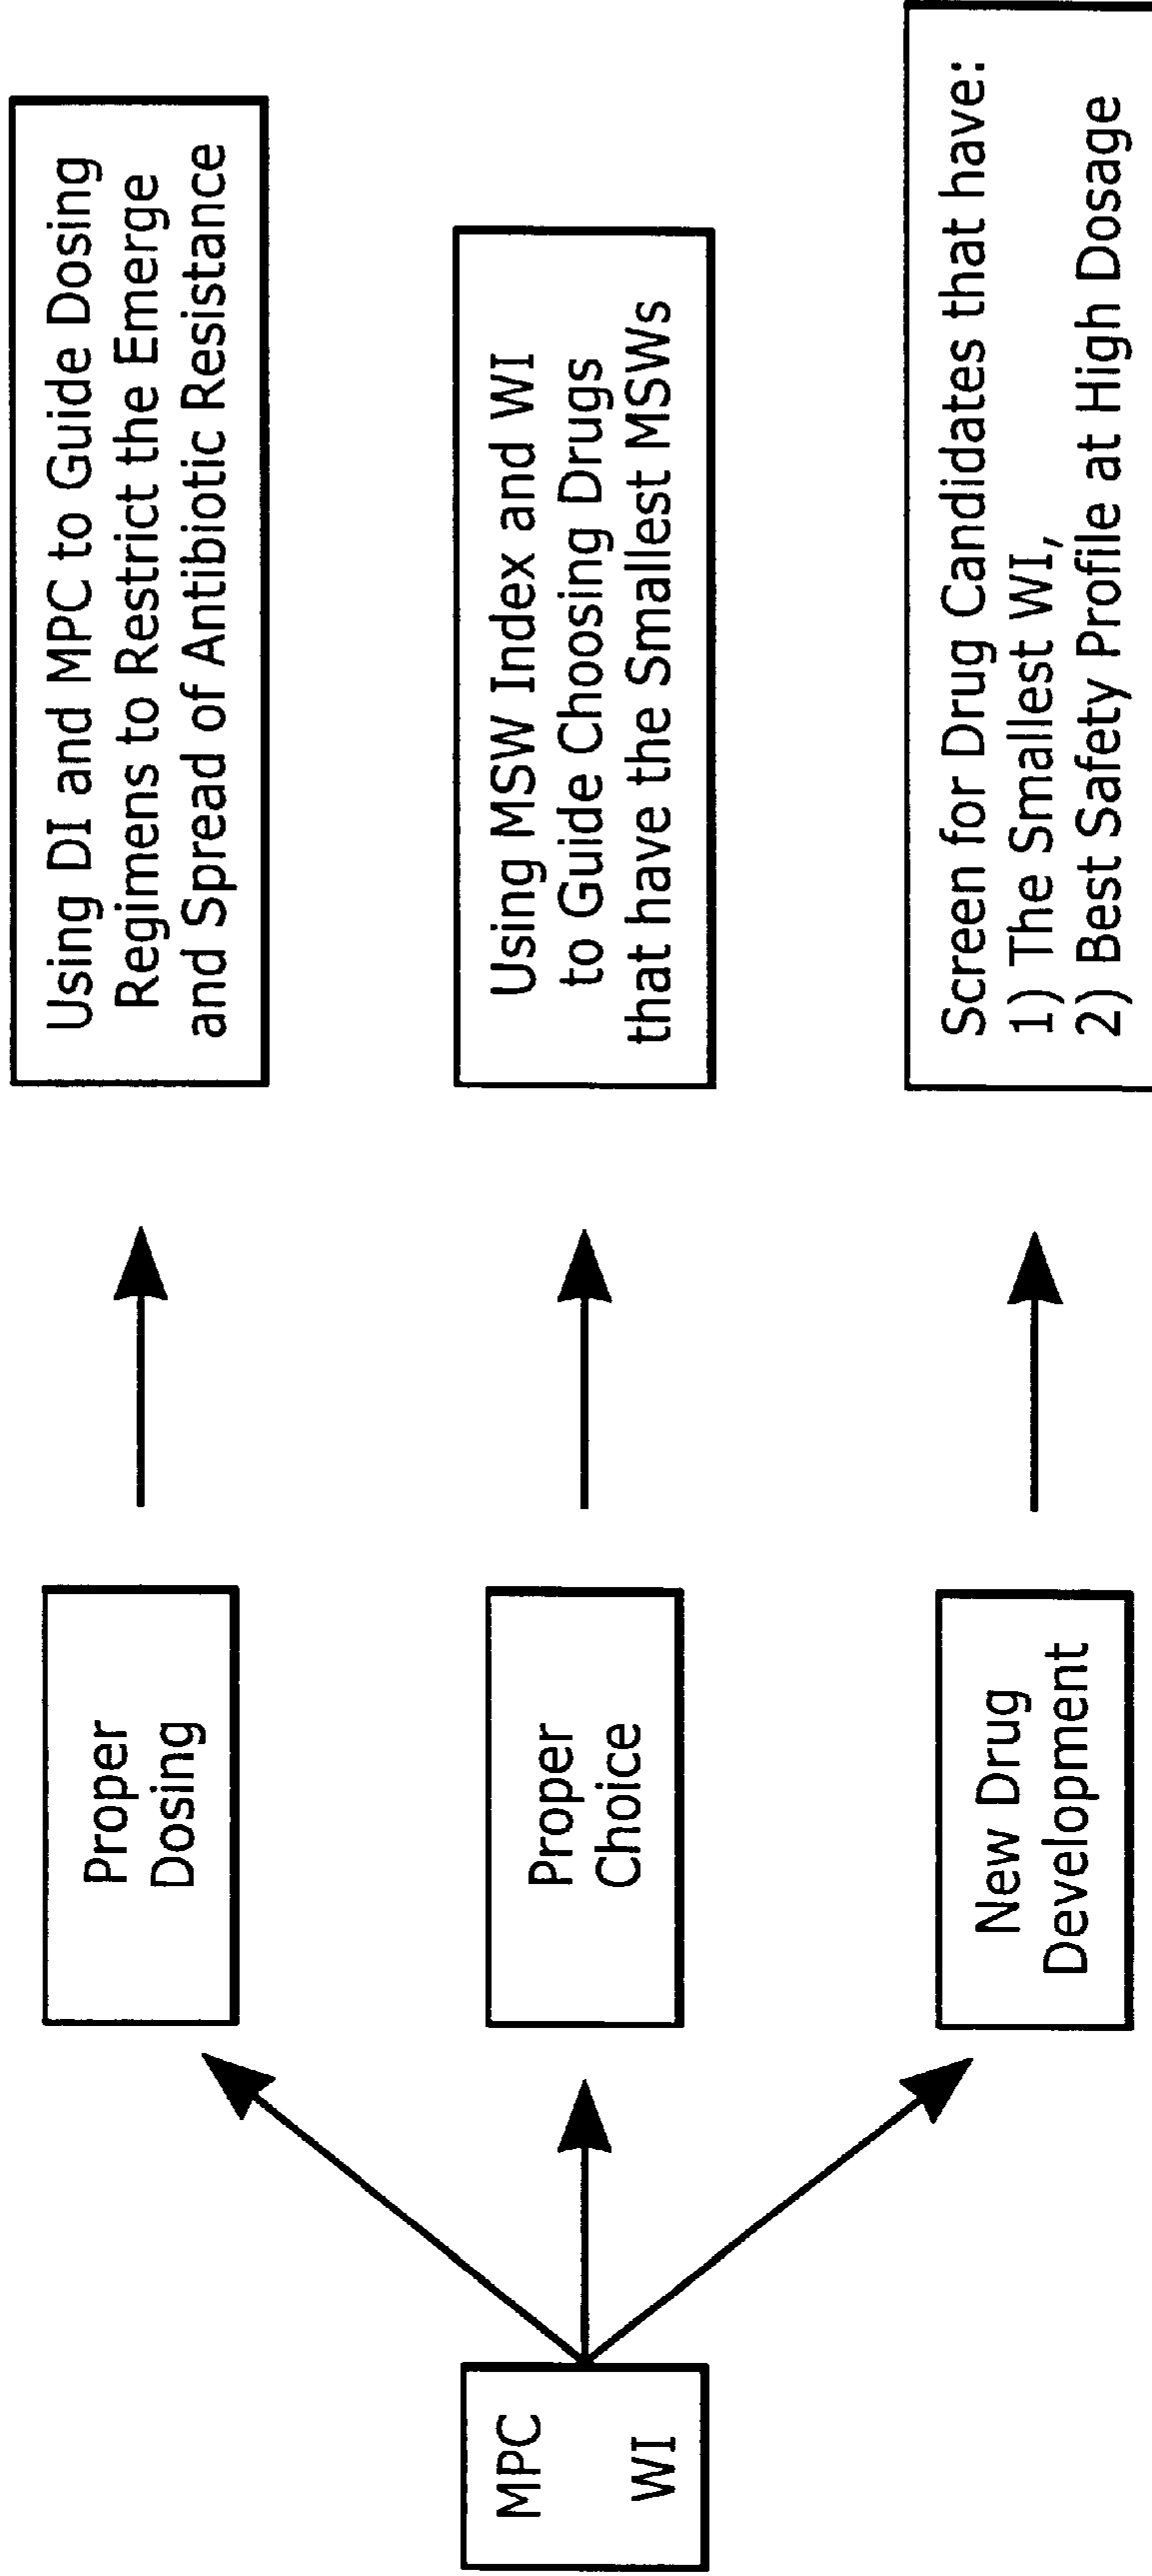 MPC
WI
Proper
Dosing
Using DI and MPC to Guide Dosing
Regimens to Restrict the Emerge
and Spread of Antibiotic Resistance
Proper
Choice
Using MSW Index and WI
to Guide Choosing Drugs
that have the Smallest MSWs
New Drug
Development
Screen for Drug Candidates that have:
1) The Smallest WI,
2) Best Safety Profile at High Dosage